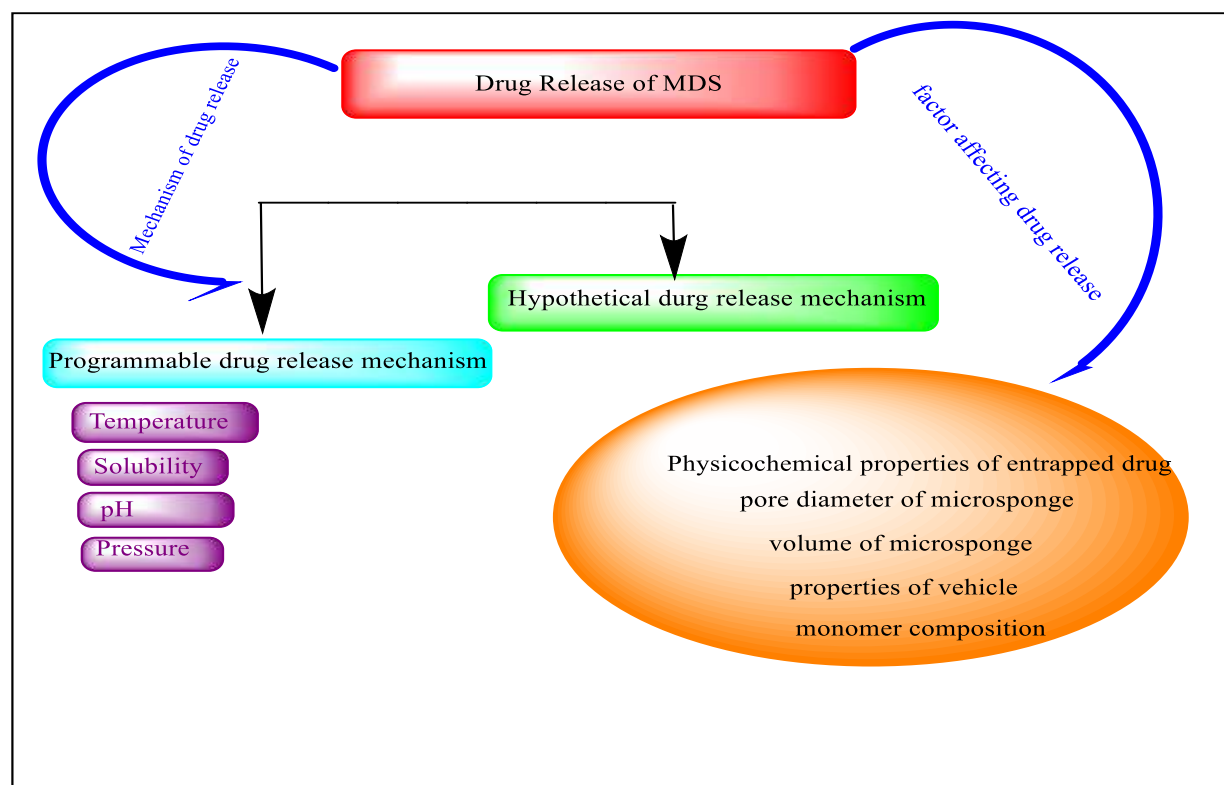 Drug Release of MDS
Mechanism of drug release
factor affecting drug release
Hypothetical durg release mechanism
Programmable drug release mechanism
Temperature
Solubility
pH
Pressure
Physicochemical properties of entrapped drug
pore diameter of microsponge
volume of microsponge
properties of vehicle
monomer composition